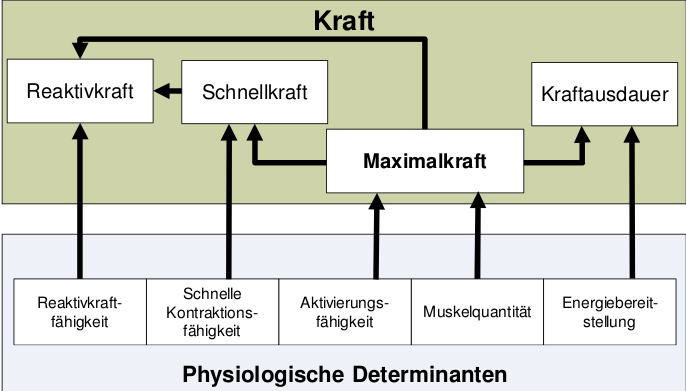 Kraft
Reaktivkraft
Schnellkraft
Kraftausdauer
Maximalkraft
Reaktivkraft-
fähigkeit
Schnelle
Kontraktions-
fähigkeit
Aktivierungs-
fähigkeit
Muskelquantität
Energiebereit-
stellung
Physiologische Determinanten